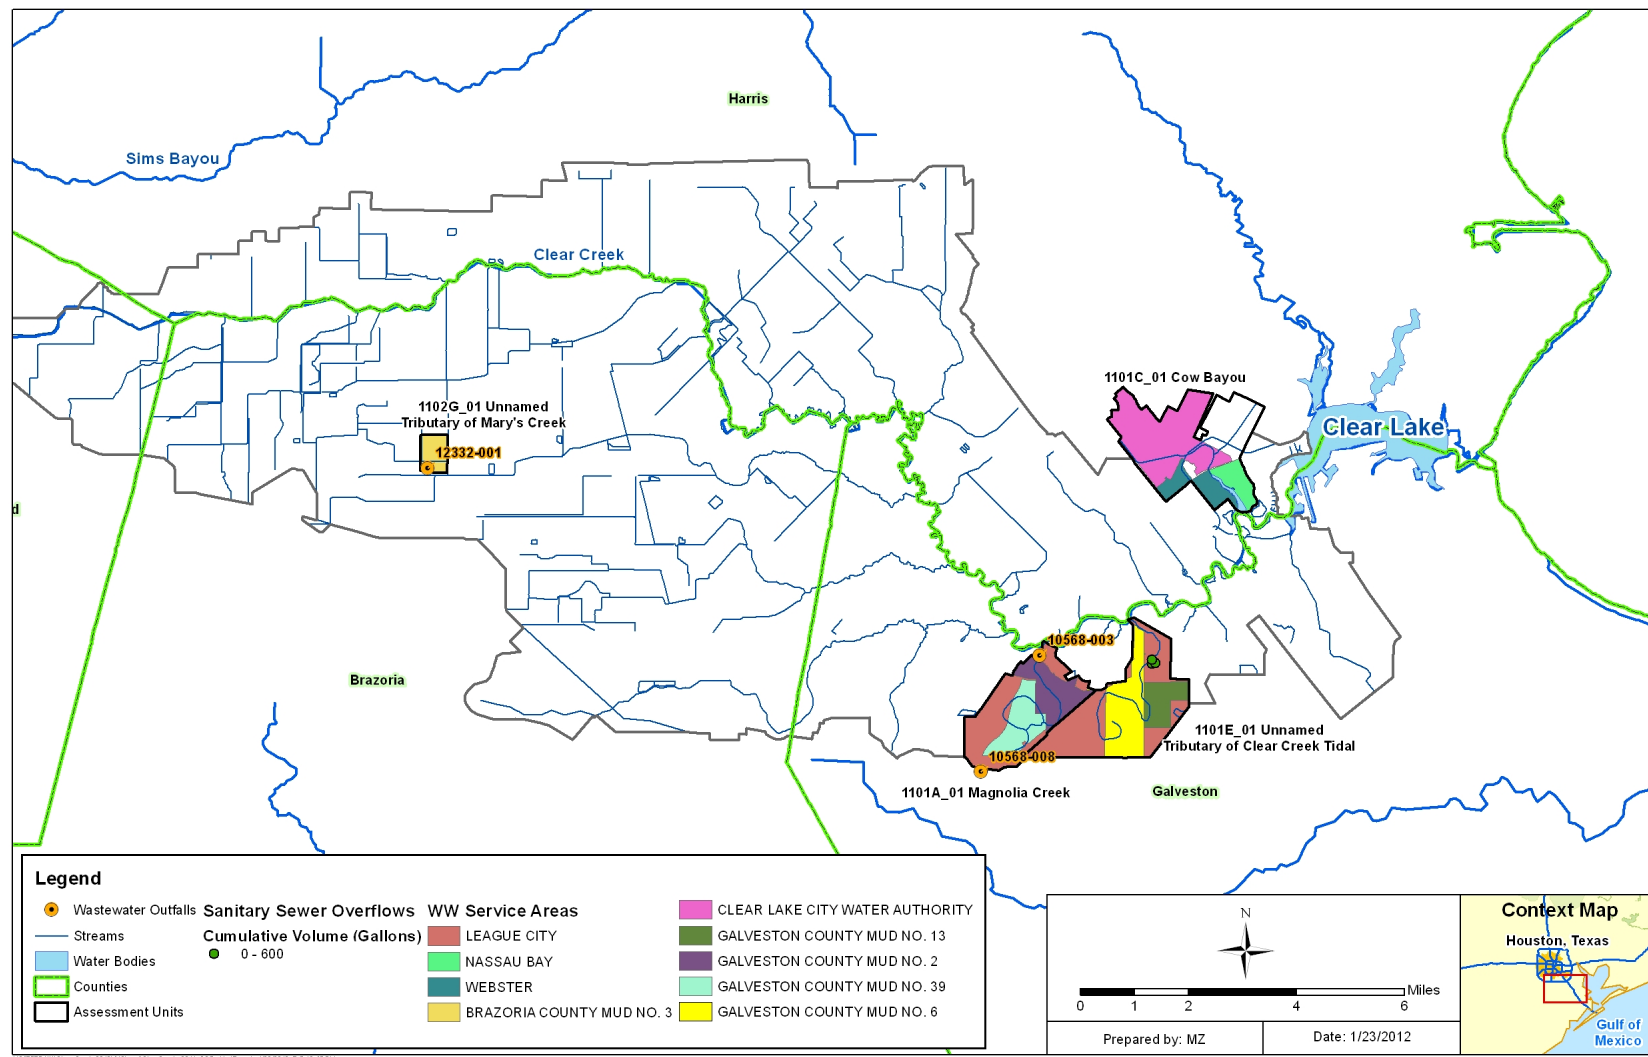 Harris
Sims Bayou
Clear Creek
1101C_01 Cow Bayou
Clear Lake
1102G_01 Unnamed
Tributary of Mary's Creek
12332-001
d
10568-003
Brazoria
1101E_01 Unnamed
Tributary of Clear Creek Tidal
10568-008
1101A_01 Magnolia Creek
Galveston
Legend
Wastewater Outfalls
Streams
Water Bodies
Counties
Assessment Units
Sanitary Sewer Overflows
Cumulative Volume (Gallons)
0 - 600
WW Service Areas
LEAGUE CITY
NASSAU BAY
WEBSTER
BRAZORIA COUNTY MUD NO. 3
CLEAR LAKE CITY WATER AUTHORITY
GALVESTON COUNTY MUD NO. 13
GALVESTON COUNTY MUD NO. 2
GALVESTON COUNTY MUD NO. 39
GALVESTON COUNTY MUD NO. 6
N
Miles
0 1 2 4 6
Prepared by: MZ
Date: 1/23/2012
Context Map
Houston, Texas
Gulf of
Mexico